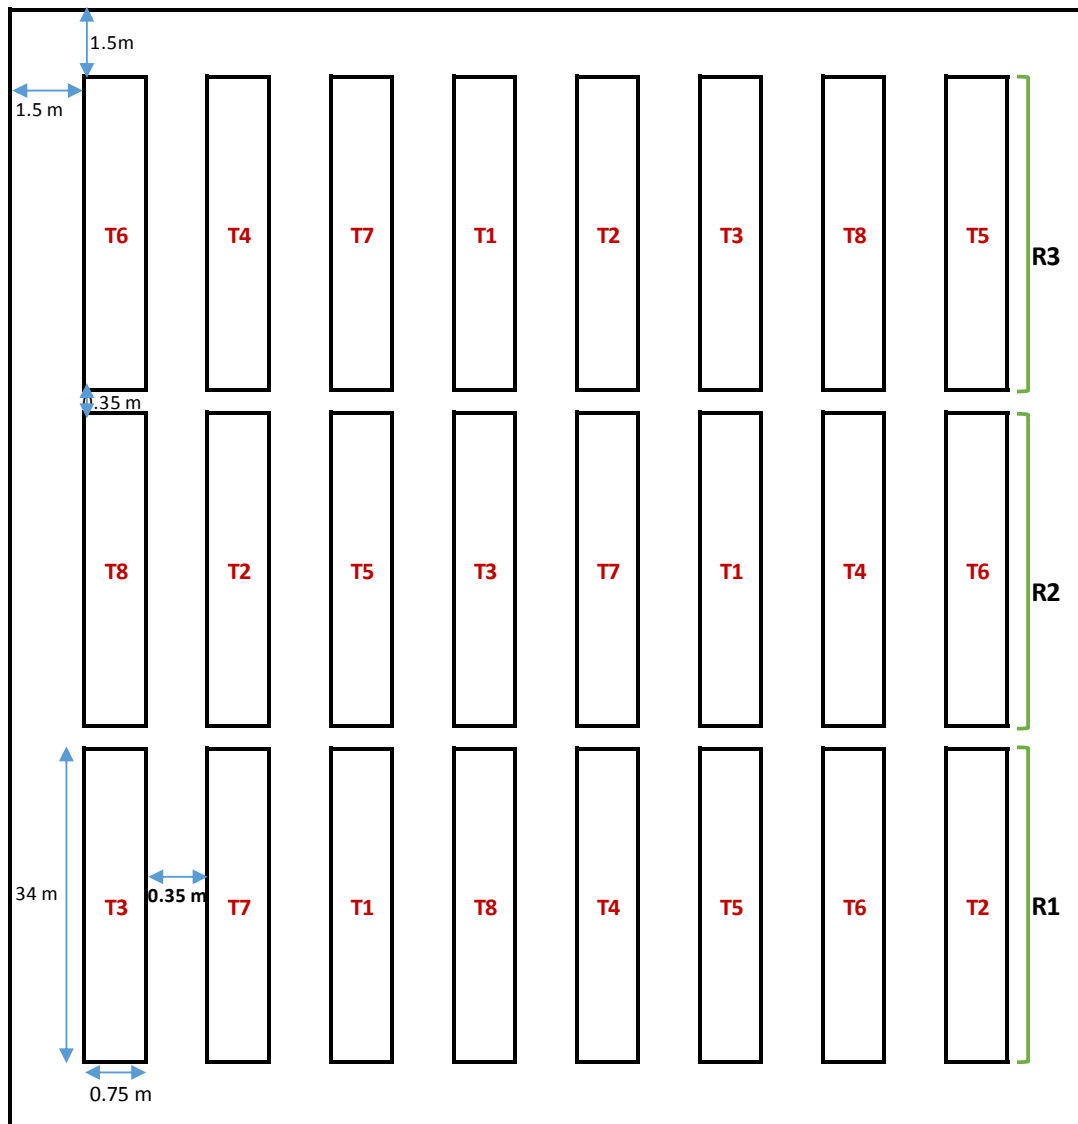 1.5m
1.5 m
T6 T4 T7 T1 T2 T3 T8 T5 R3
0.35 m
T8 T2 T5 T3 T7 T1 T4 T6 R2
34 m T3 0.35 m T7 T1 T8 T4 T5 T6 T2 R1
0.75 m